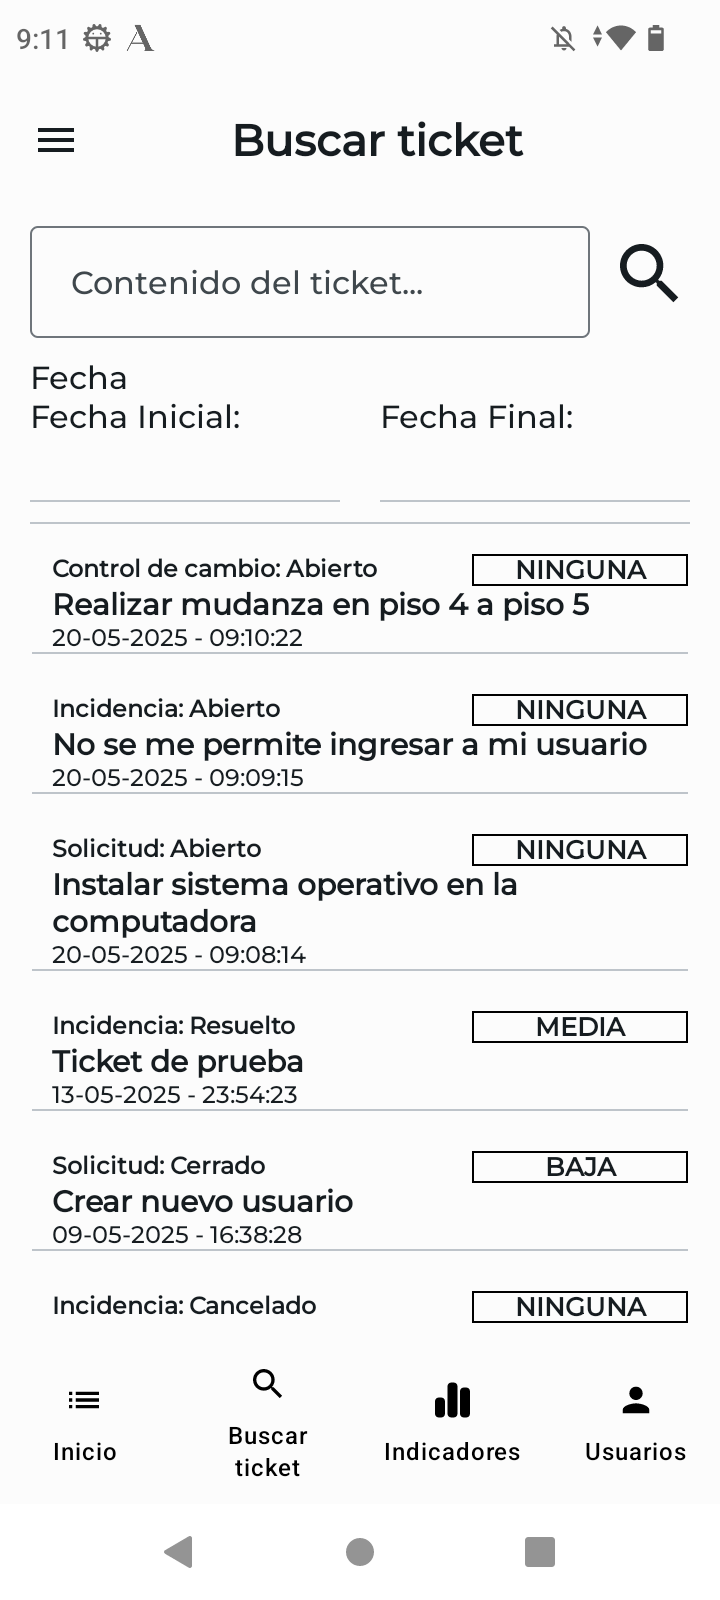 9:11
Buscar ticket
Contenido del ticket...
Fecha
Fecha Inicial:
Fecha Final:
Control de cambio: Abierto
NINGUNA
Realizar mudanza en piso 4 a piso 5
20-05-2025 - 09:10:22
Incidencia: Abierto
NINGUNA
No se me permite ingresar a mi usuario
20-05-2025 - 09:09:15
Solicitud: Abierto
NINGUNA
Instalar sistema operativo en la
computadora
20-05-2025 - 09:08:14
Incidencia: Resuelto
MEDIA
Ticket de prueba
13-05-2025 - 23:54:23
Solicitud: Cerrado
BAJA
Crear nuevo usuario
09-05-2025 - 16:38:28
Incidencia: Cancelado
NINGUNA
Inicio
Buscar
ticket
Indicadores
Usuarios